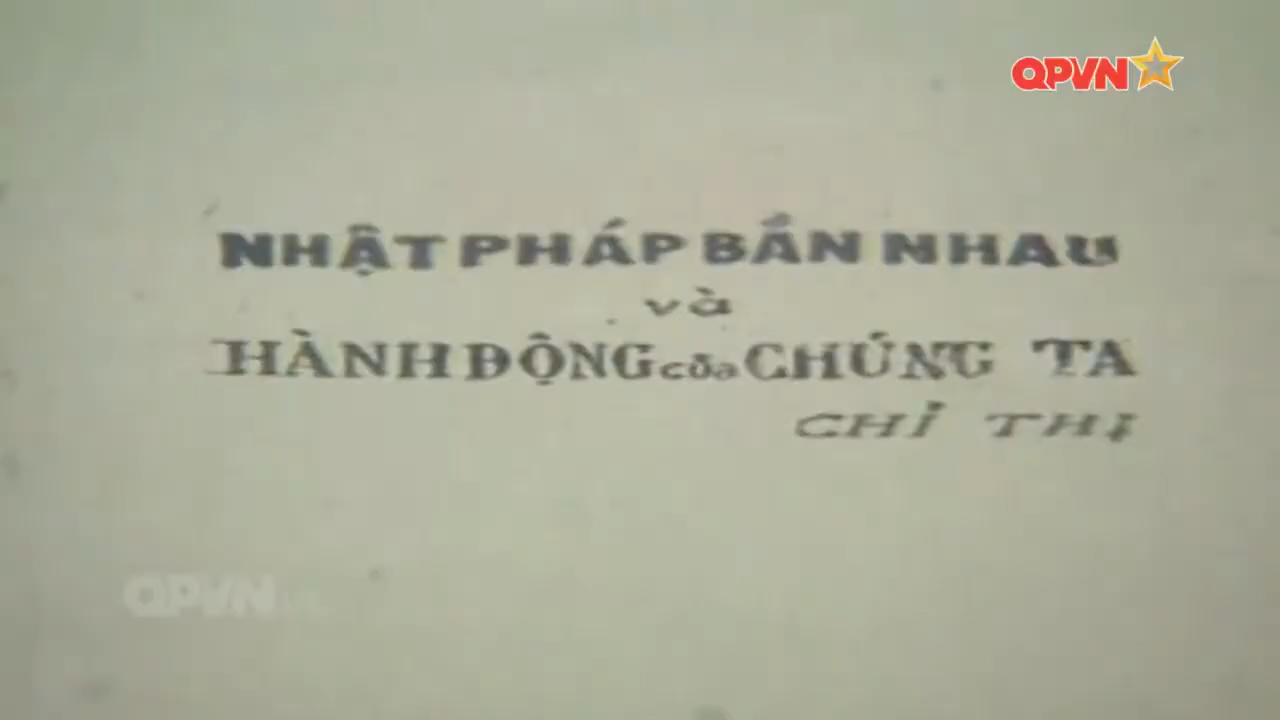 QPVN
NHẬT PHÁP BẮN NHAU
và
HÀNH ĐỘNG của CHÚNG TA
CHỈ THỊ
QPVN